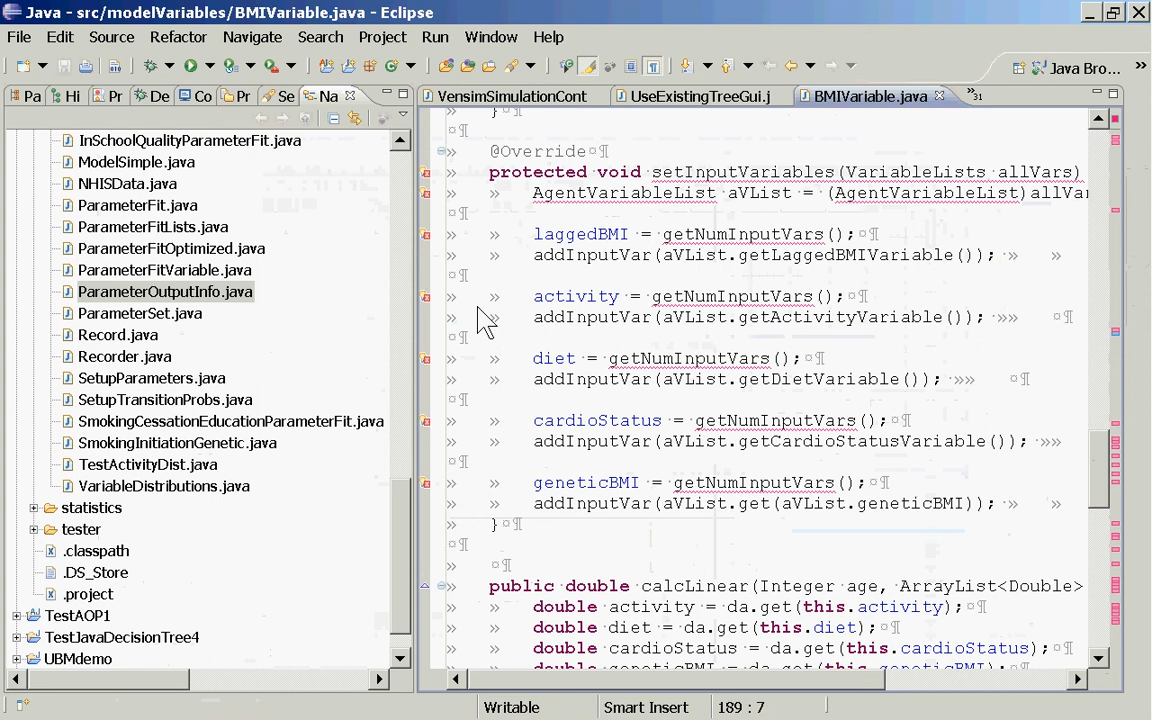 Java - src/modelVariables/BMIVariable.java - Eclipse
File Edit Source Refactor Navigate Search Project Run Window Help
Java Bro... »
Pa Hi Pr De Co Pr Se Na
VensimSimulationCont UseExistingTreeGui.j BMIVariable.java »31
InSchoolQualityParameterFit.java
ModelSimple.java
NHISData.java
ParameterFit.java
ParameterFitLists.java
ParameterFitOptimized.java
ParameterFitVariable.java
ParameterOutputInfo.java
ParameterSet.java
Record.java
Recorder.java
SetupParameters.java
SetupTransitionProbs.java
SmokingCessationEducationParameterFit.java
SmokingInitiationGenetic.java
TestActivityDist.java
VariableDistributions.java
statistics
tester
.classpath
.DS_Store
.project
TestAOP1
TestJavaDecisionTree4
UBMdemo
}¤¶
¤¶
» @Override¤¶
» protected void setInputVariables(VariableLists allVars)
» » AgentVariableList aVList = (AgentVariableList)allVar
¤¶
» » laggedBMI = getNumInputVars();¤¶
» » addInputVar(aVList.getLaggedBMIVariable()); » »
¤¶
» » activity = getNumInputVars();¤¶
» » addInputVar(aVList.getActivityVariable()); »» ¤¶
¤¶
» » diet = getNumInputVars();¤¶
» » addInputVar(aVList.getDietVariable()); »» ¤¶
¤¶
» » cardioStatus = getNumInputVars();¤¶
» » addInputVar(aVList.getCardioStatusVariable()); »»
¤¶
» » geneticBMI = getNumInputVars();¤¶
» » addInputVar(aVList.get(aVList.geneticBMI)); » »
» }¤¶
¤¶
» ¤¶
» public double calcLinear(Integer age, ArrayList<Double>
» » double activity = da.get(this.activity);¤¶
» » double diet = da.get(this.diet);¤¶
» » double cardioStatus = da.get(this.cardioStatus);¤¶
» » double geneticBMI = da.get(this.geneticBMI);¤¶
Writable Smart Insert 189 : 7